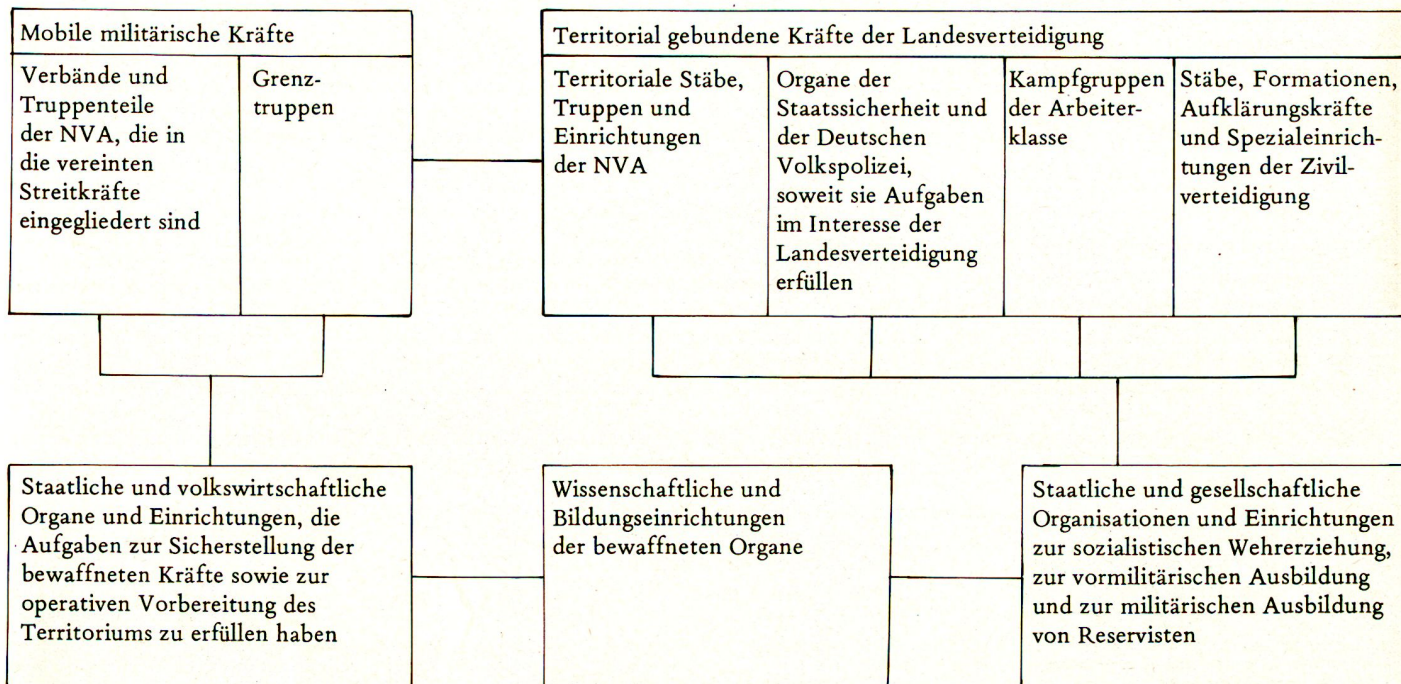 Mobile militärische Kräfte
Verbände und
Truppenteile
der NVA, die in
die vereinten
Streitkräfte
eingegliedert sind
Grenz-
truppen
Territorial gebundene Kräfte der Landesverteidigung
Territoriale Stäbe,
Truppen und
Einrichtungen
der NVA
Organe der
Staatssicherheit und
der Deutschen
Volkspolizei,
soweit sie Aufgaben
im Interesse der
Landesverteidigung
erfüllen
Kampfgruppen
der Arbeiter-
klasse
Stäbe, Formationen,
Aufklärungskräfte
und Spezialeinrich-
tungen der Zivil-
verteidigung
Staatliche und volkswirtschaftliche
Organe und Einrichtungen, die
Aufgaben zur Sicherstellung der
bewaffneten Kräfte sowie zur
operativen Vorbereitung des
Territoriums zu erfüllen haben
Wissenschaftliche und
Bildungseinrichtungen
der bewaffneten Organe
Staatliche und gesellschaftliche
Organisationen und Einrichtungen
zur sozialistischen Wehrerziehung,
zur vormilitärischen Ausbildung
und zur militärischen Ausbildung
von Reservisten